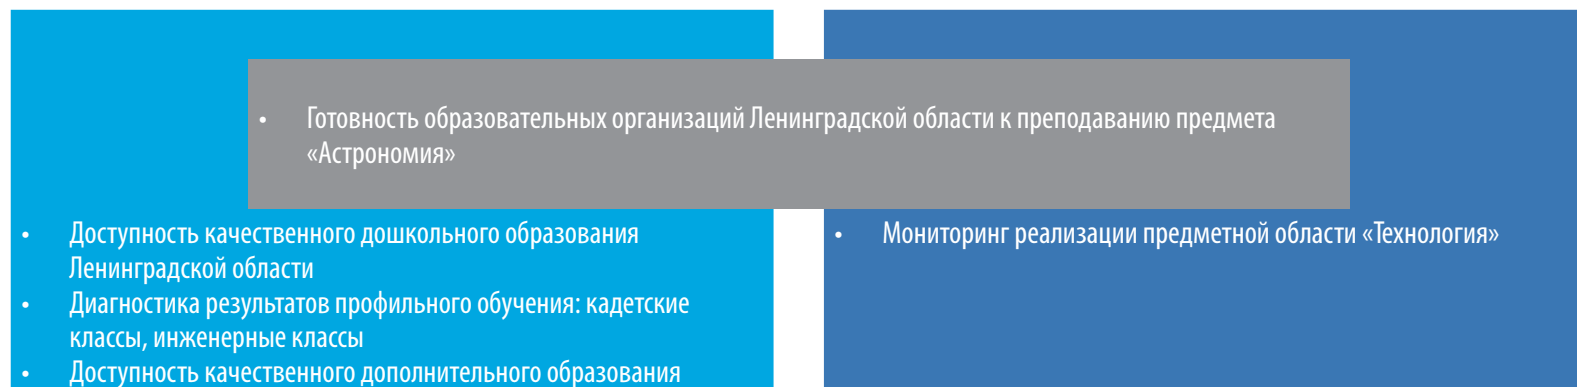 • Готовность образовательных организаций Ленинградской области к преподаванию предмета
«Астрономия»
• Доступность качественного дошкольного образования
Ленинградской области
• Диагностика результатов профильного обучения: кадетские
классы, инженерные классы
• Доступность качественного дополнительного образования
• Мониторинг реализации предметной области «Технология»